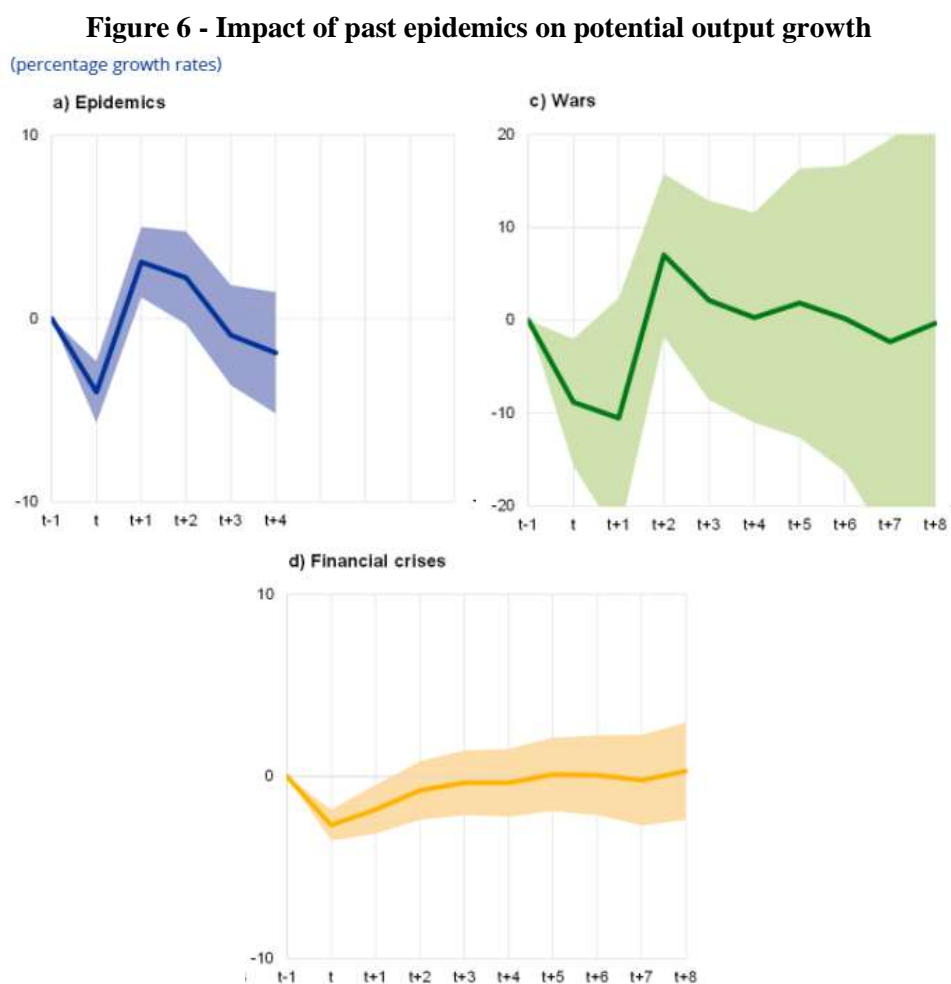 Figure 6 - Impact of past epidemics on potential output growth
(percentage growth rates)
a) Epidemics
10
0
-10
t-1 t t+1 t+2 t+3 t+4
c) Wars
20
10
0
-10
-20
t-1 t t+1 t+2 t+3 t+4 t+5 t+6 t+7 t+8
d) Financial crises
10
0
-10
t-1 t t+1 t+2 t+3 t+4 t+5 t+6 t+7 t+8